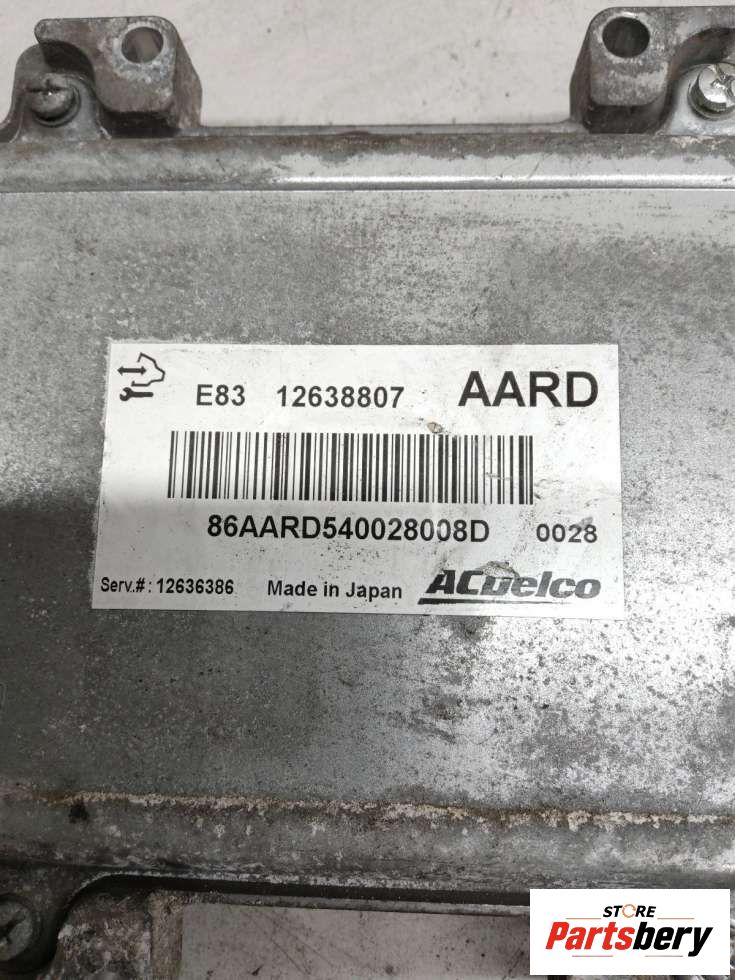 E83 12638807 AARD
86AARD540028008D 0028
Serv.#: 12636386 Made in Japan ACDelco
STORE
Partsbery